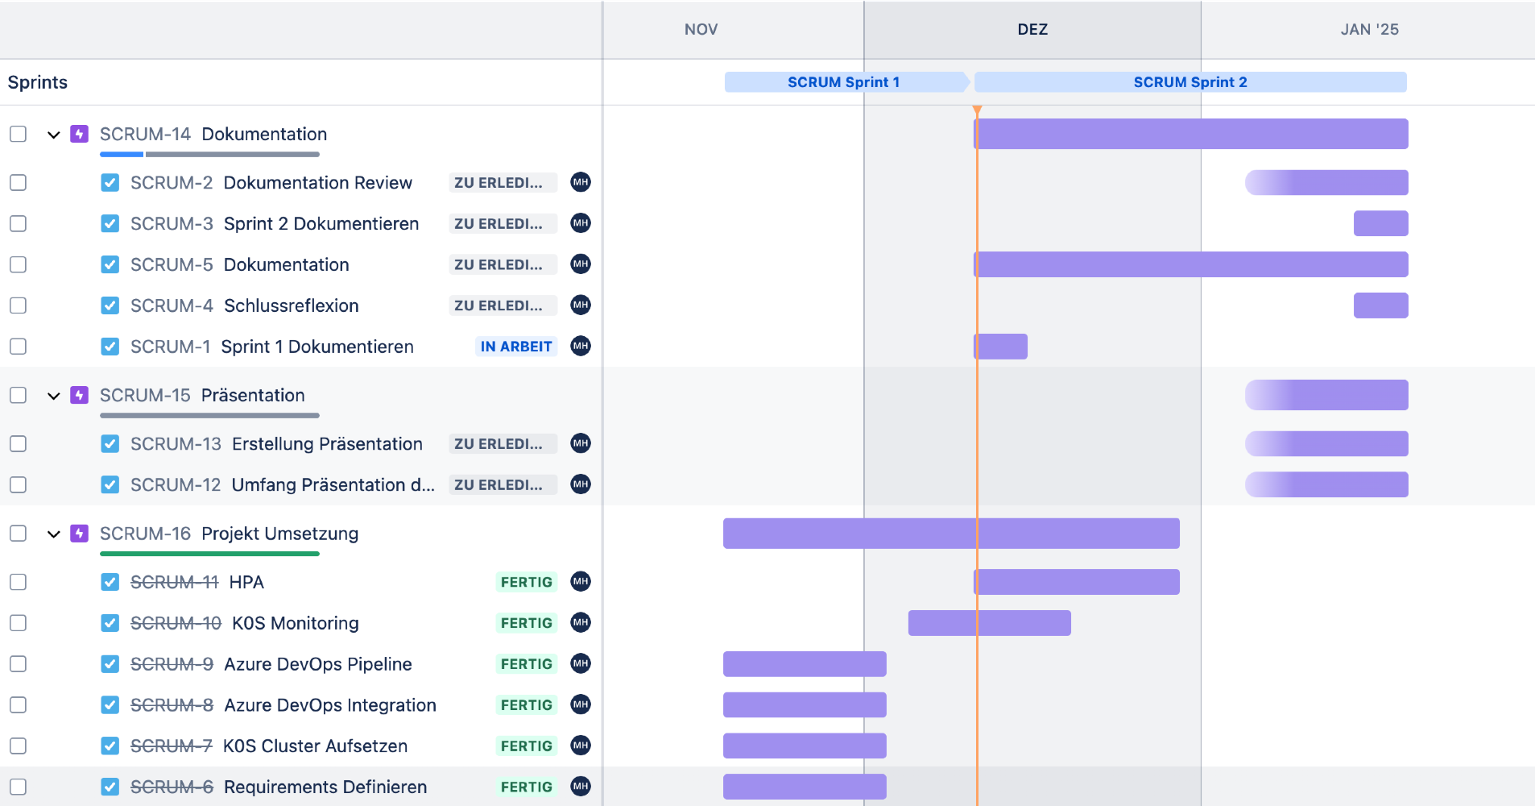 NOV DEZ JAN '25
Sprints SCRUM Sprint 1 SCRUM Sprint 2
SCRUM-14 Dokumentation
SCRUM-2 Dokumentation Review ZU ERLEDI... MH
SCRUM-3 Sprint 2 Dokumentieren ZU ERLEDI... MH
SCRUM-5 Dokumentation ZU ERLEDI... MH
SCRUM-4 Schlussreflexion ZU ERLEDI... MH
SCRUM-1 Sprint 1 Dokumentieren IN ARBEIT MH
SCRUM-15 Präsentation
SCRUM-13 Erstellung Präsentation ZU ERLEDI... MH
SCRUM-12 Umfang Präsentation d... ZU ERLEDI... MH
SCRUM-16 Projekt Umsetzung
SCRUM-11 HPA FERTIG MH
SCRUM-10 K0S Monitoring FERTIG MH
SCRUM-9 Azure DevOps Pipeline FERTIG MH
SCRUM-8 Azure DevOps Integration FERTIG MH
SCRUM-7 K0S Cluster Aufsetzen FERTIG MH
SCRUM-6 Requirements Definieren FERTIG MH